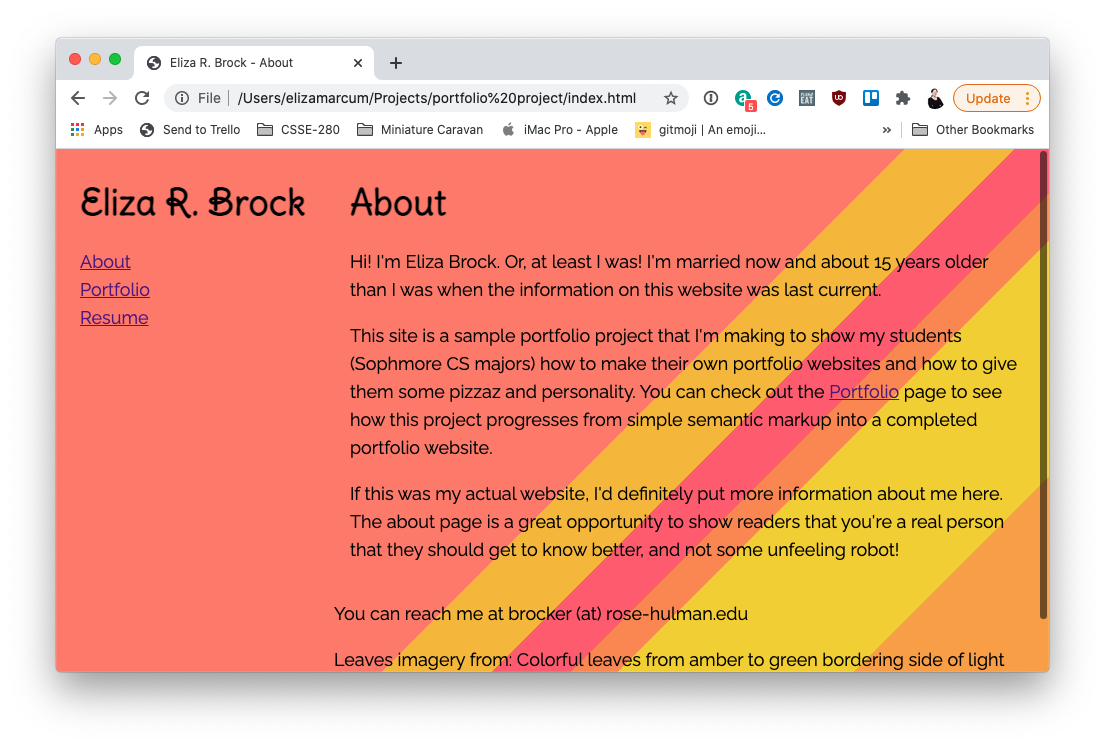 Eliza R. Brock - About
File
/Users/elizamarcum/Projects/portfolio%20project/index.html
5
PLANT EAT
Update
Apps
Send to Trello
CSSE-280
Miniature Caravan
iMac Pro - Apple
gitmoji | An emoji...
»
Other Bookmarks
Eliza R. Brock
About
Portfolio
Resume
About
Hi! I'm Eliza Brock. Or, at least I was! I'm married now and about 15 years older
than I was when the information on this website was last current.
This site is a sample portfolio project that I'm making to show my students
(Sophmore CS majors) how to make their own portfolio websites and how to give
them some pizzaz and personality. You can check out the Portfolio page to see
how this project progresses from simple semantic markup into a completed
portfolio website.
If this was my actual website, I'd definitely put more information about me here.
The about page is a great opportunity to show readers that you're a real person
that they should get to know better, and not some unfeeling robot!
You can reach me at brocker (at) rose-hulman.edu
Leaves imagery from: Colorful leaves from amber to green bordering side of light